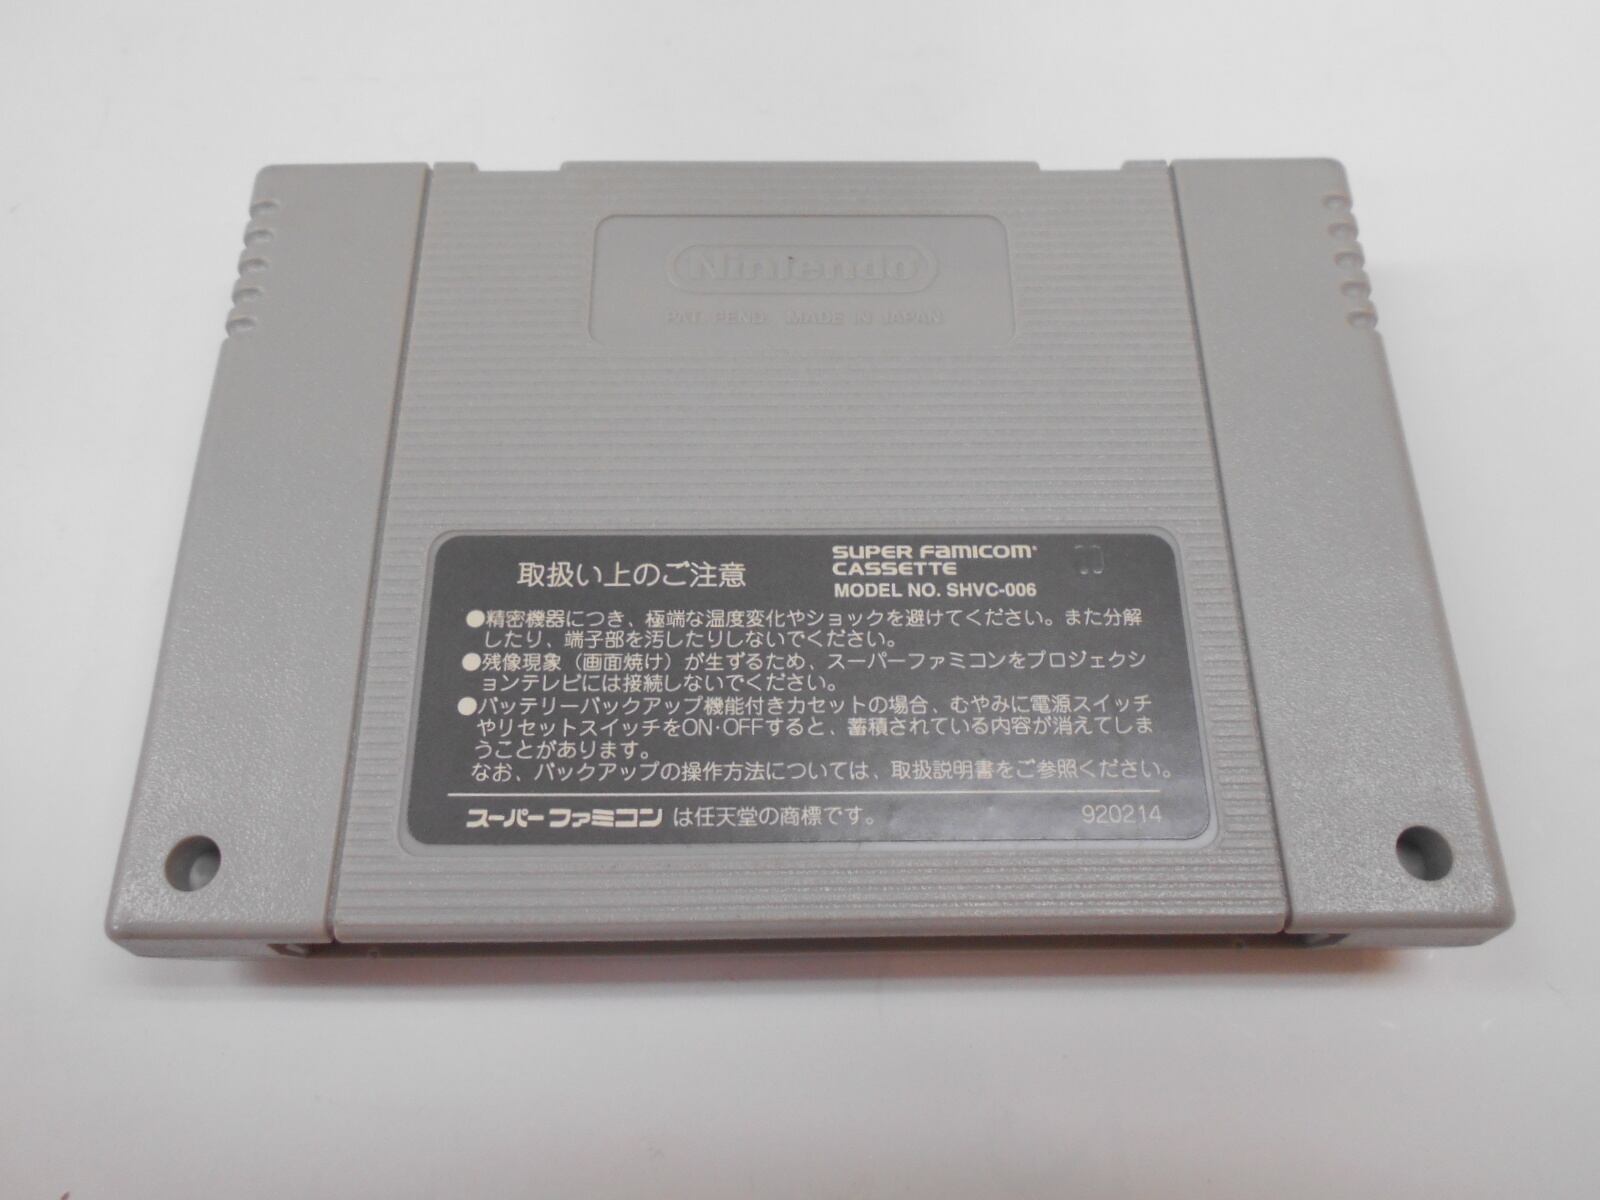 Nintendo
PAT. PEND. MADE IN JAPAN
取扱い上のご注意
SUPER FAMICOM
CASSETTE
MODEL NO. SHVC-006
●精密機器につき、極端な温度変化やショックを避けてください。また分解
したり、端子部を汚したりしないでください。
●残像現象（画面焼け）が生ずるため、スーパーファミコンをプロジェクシ
ョンテレビには接続しないでください。
●バッテリーバックアップ機能付きカセットの場合、むやみに電源スイッチ
やリセットスイッチをON・OFFすると、蓄積されている内容が消えてしま
うことがあります。
なお、バックアップの操作方法については、取扱説明書をご参照ください。
スーパーファミコン は任天堂の商標です。
920214